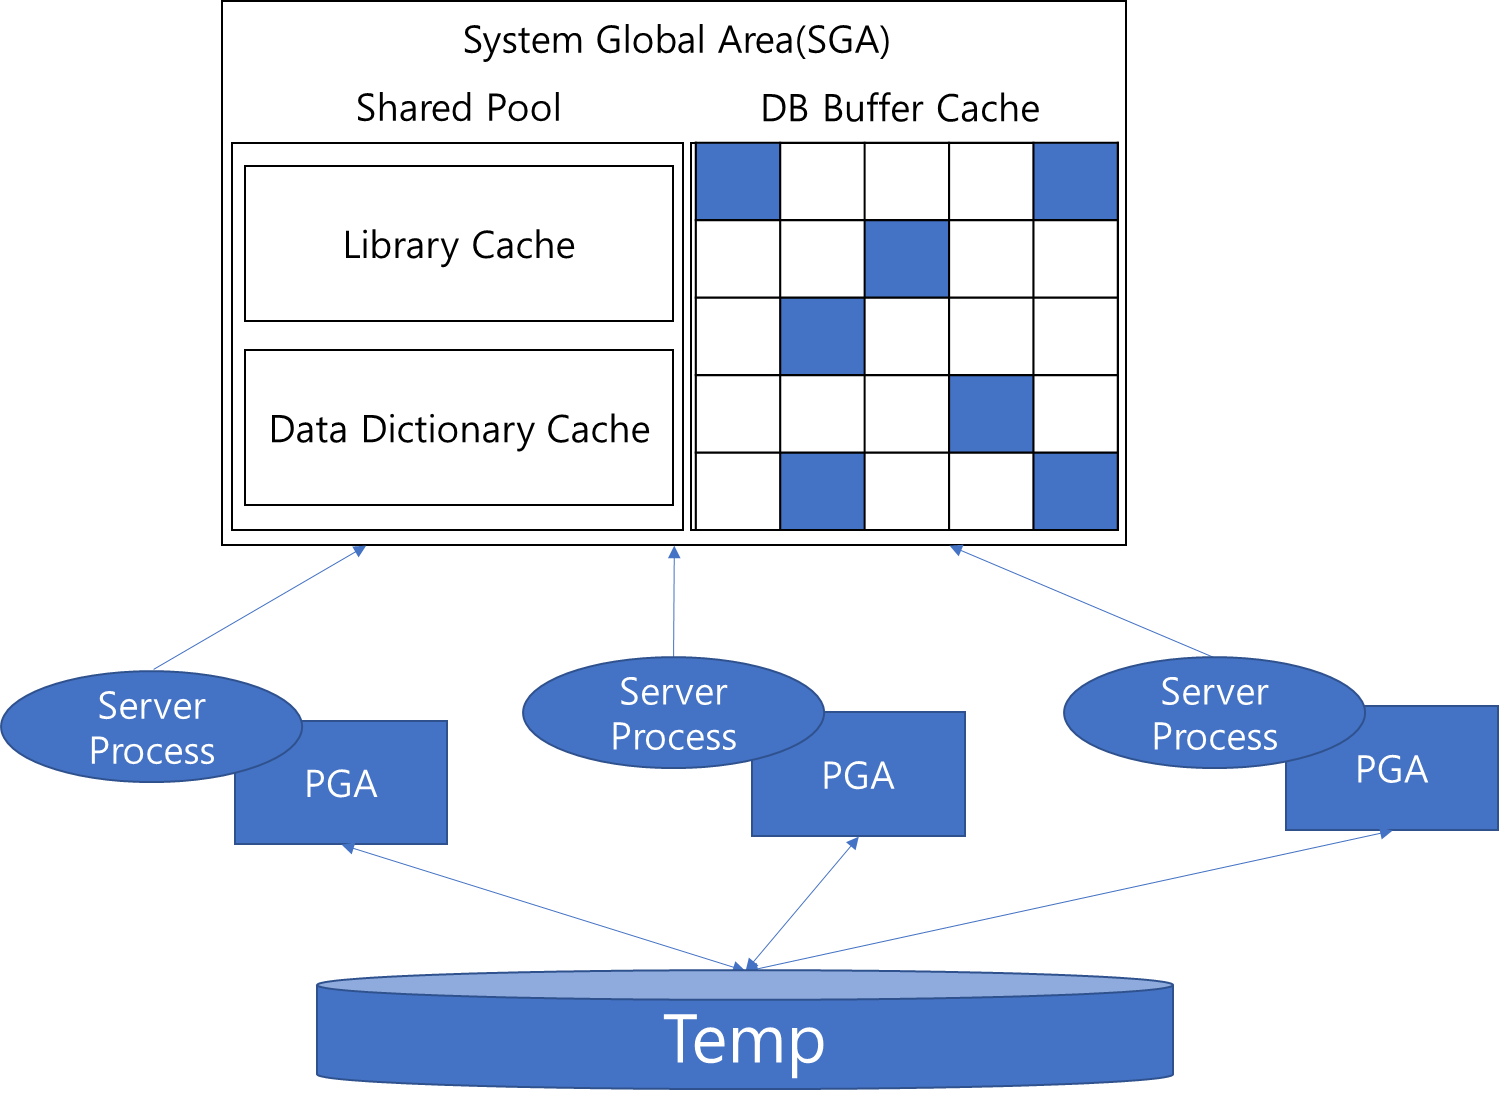 System Global Area(SGA)
Shared Pool
DB Buffer Cache
Library Cache
Data Dictionary Cache
Server
Process
PGA
Server
Process
PGA
Server
Process
PGA
Temp